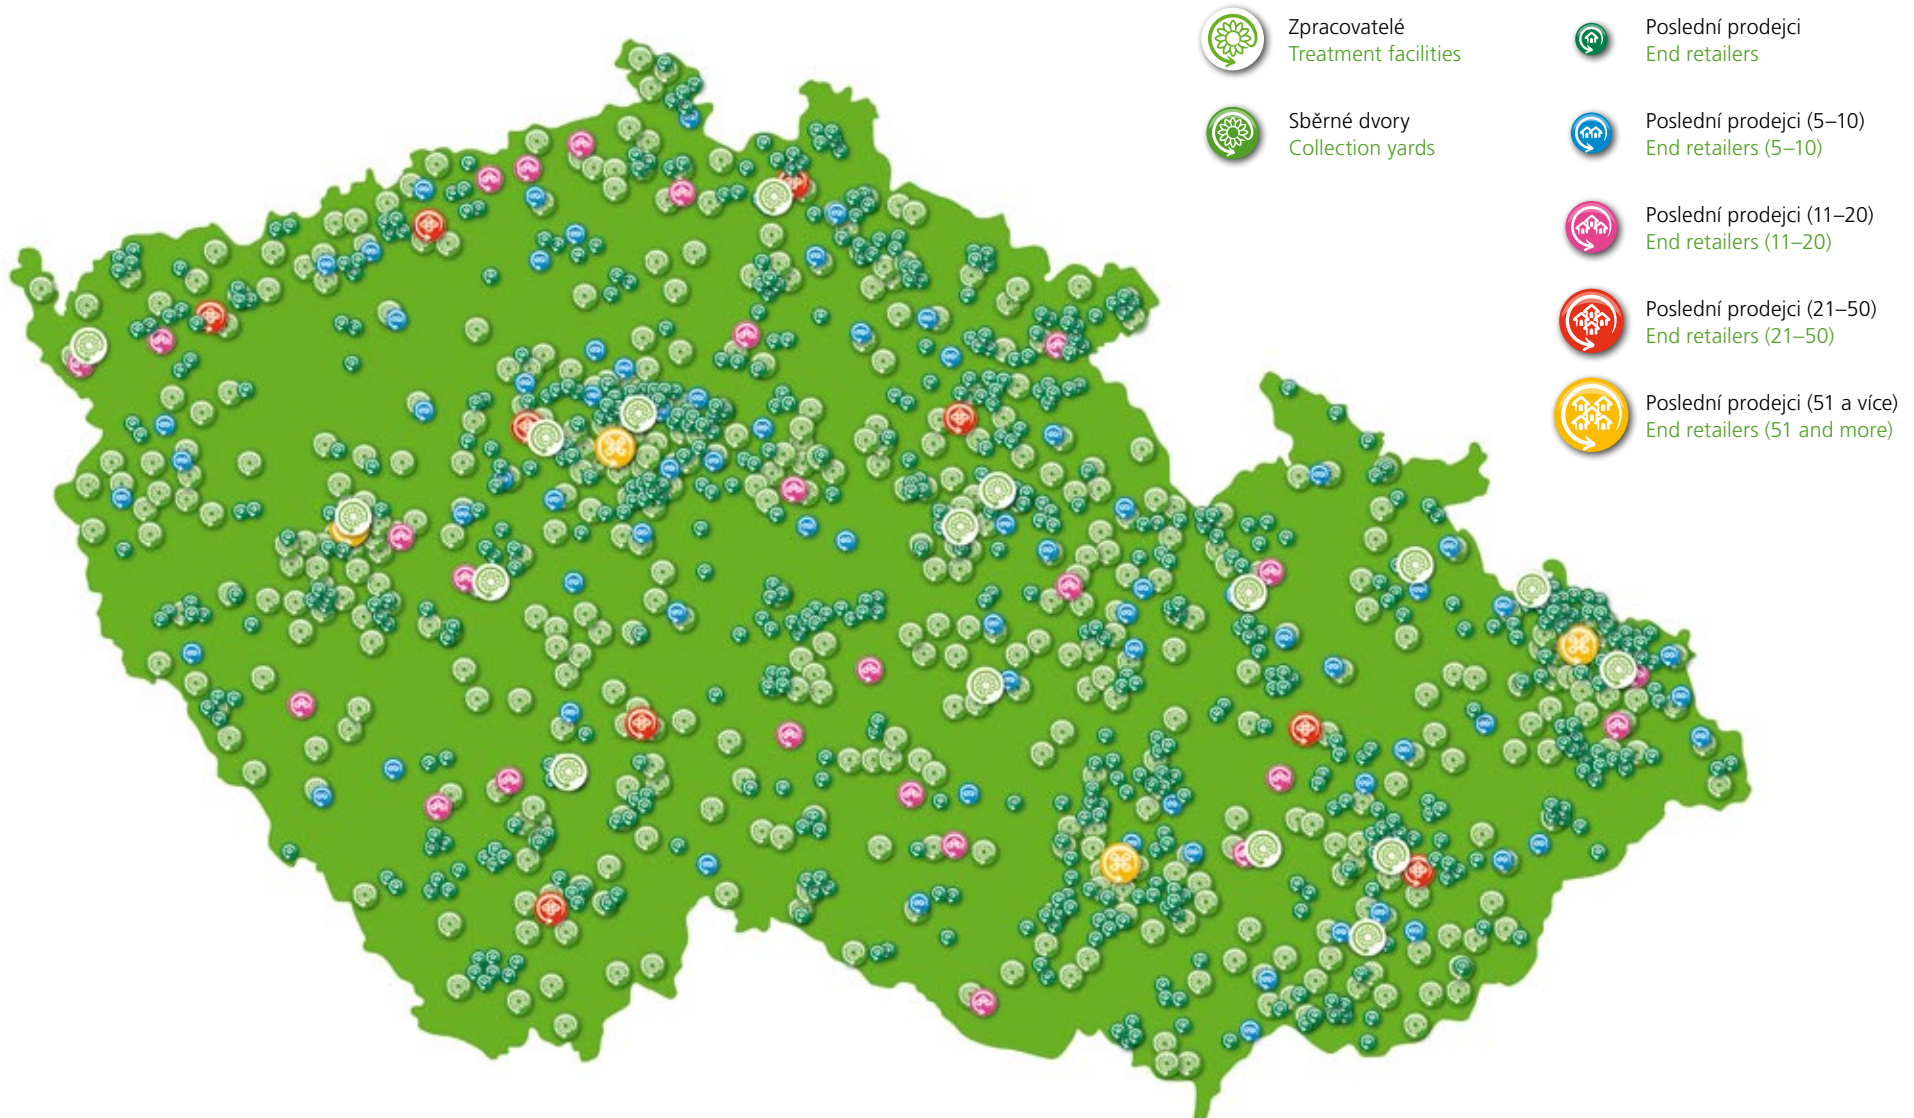 Zpracovatelé
Treatment facilities
Sběrné dvory
Collection yards
Poslední prodejci
End retailers
Poslední prodejci (5–10)
End retailers (5–10)
Poslední prodejci (11–20)
End retailers (11–20)
Poslední prodejci (21–50)
End retailers (21–50)
Poslední prodejci (51 a více)
End retailers (51 and more)